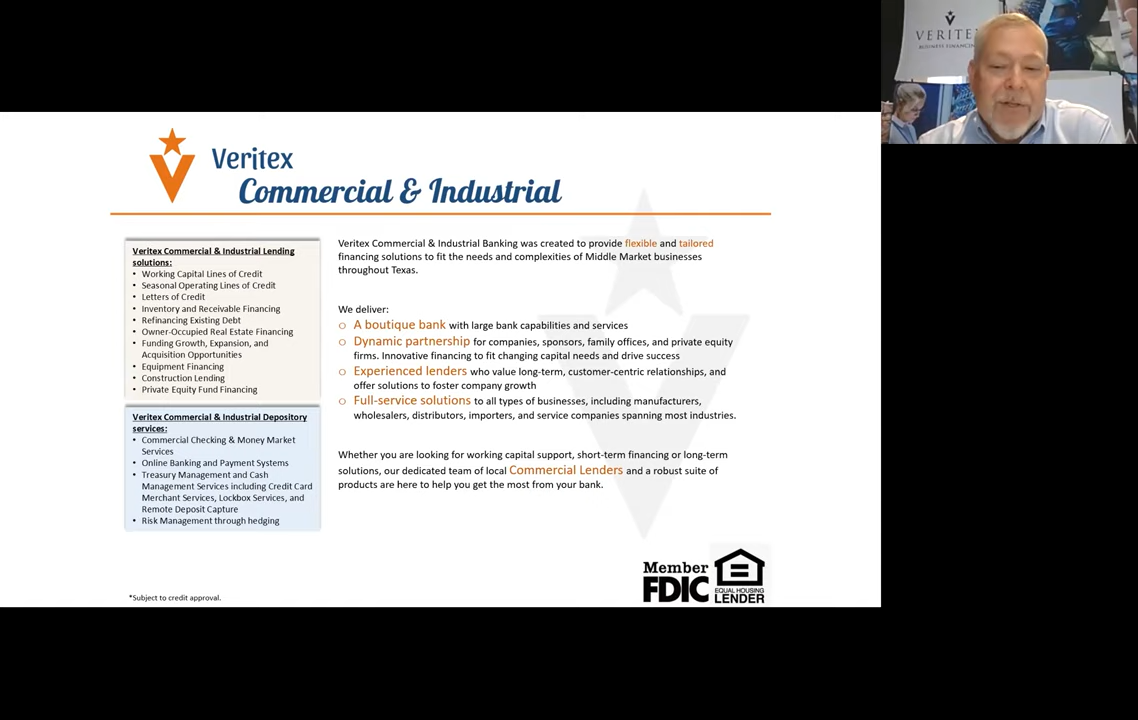 VERITEX
Veritex
Commercial & Industrial
Veritex Commercial & Industrial Lending
solutions:
• Working Capital Lines of Credit
• Seasonal Operating Lines of Credit
• Letters of Credit
• Inventory and Receivable Financing
• Refinancing Existing Debt
• Owner-Occupied Real Estate Financing
• Funding Growth, Expansion, and
Acquisition Opportunities
• Equipment Financing
• Construction Lending
• Private Equity Fund Financing
Veritex Commercial & Industrial Depository
services:
• Commercial Checking & Money Market
Services
• Online Banking and Payment Systems
• Treasury Management and Cash
Management Services including Credit Card
Merchant Services, Lockbox Services, and
Remote Deposit Capture
• Risk Management through hedging
Veritex Commercial & Industrial Banking was created to provide flexible and tailored
financing solutions to fit the needs and complexities of Middle Market businesses
throughout Texas.
We deliver:
o A boutique bank with large bank capabilities and services
o Dynamic partnership for companies, sponsors, family offices, and private equity
firms. Innovative financing to fit changing capital needs and drive success
o Experienced lenders who value long-term, customer-centric relationships, and
offer solutions to foster company growth
o Full-service solutions to all types of businesses, including manufacturers,
wholesalers, distributors, importers, and service companies spanning most industries.
Whether you are looking for working capital support, short-term financing or long-term
solutions, our dedicated team of local Commercial Lenders and a robust suite of
products are here to help you get the most from your bank.
Member
FDIC
EQUAL HOUSING
LENDER
*Subject to credit approval.